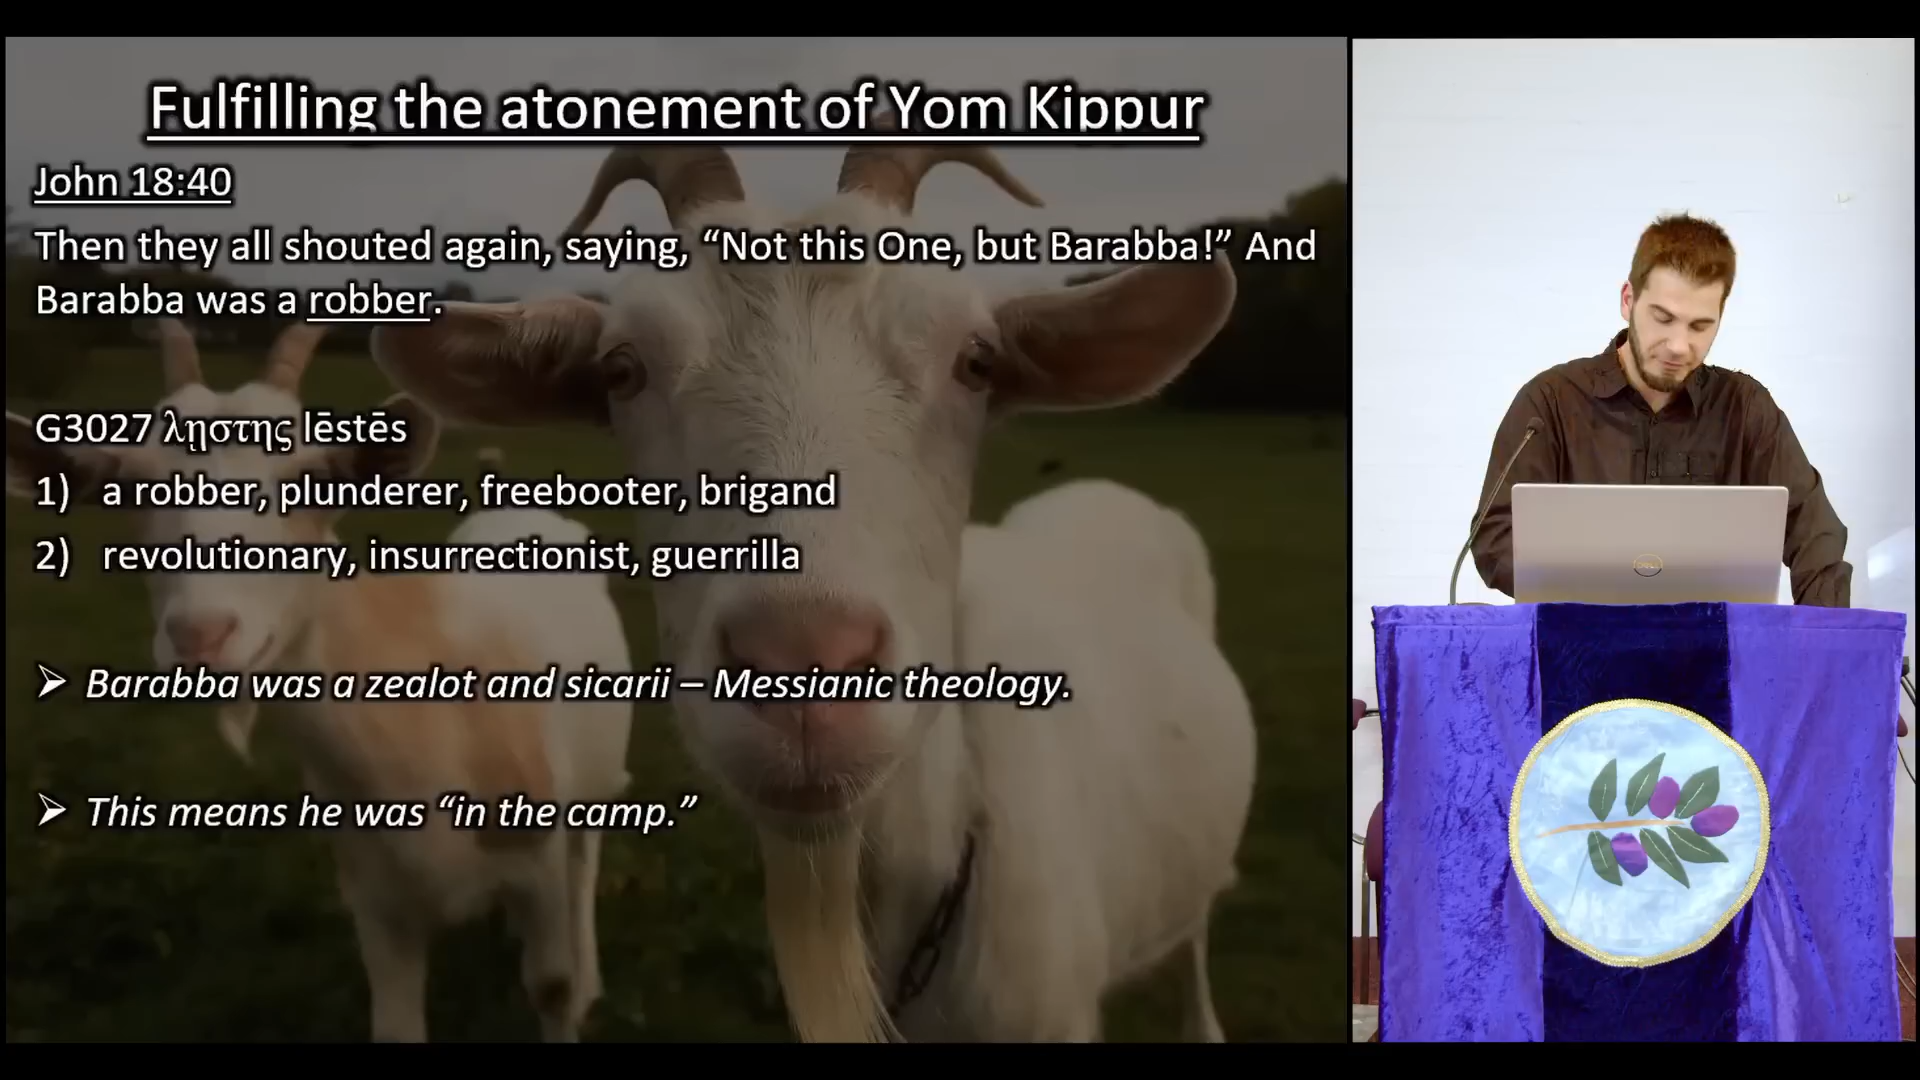 Fulfilling the atonement of Yom Kippur
John 18:40
Then they all shouted again, saying, “Not this One, but Barabba!” And
Barabba was a robber.
G3027 λῃστης lēstēs
1) a robber, plunderer, freebooter, brigand
2) revolutionary, insurrectionist, guerrilla
➢ Barabba was a zealot and sicarii – Messianic theology.
➢ This means he was “in the camp.”
DELL